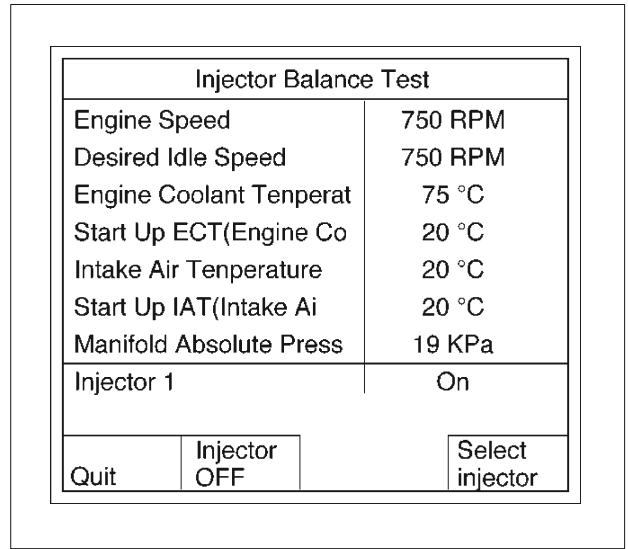 Injector Balance Test
Engine Speed 750 RPM
Desired Idle Speed 750 RPM
Engine Coolant Tenperat 75 °C
Start Up ECT(Engine Co 20 °C
Intake Air Tenperature 20 °C
Start Up IAT(Intake Ai 20 °C
Manifold Absolute Press 19 KPa
Injector 1 On
Injector Select
Quit OFF injector